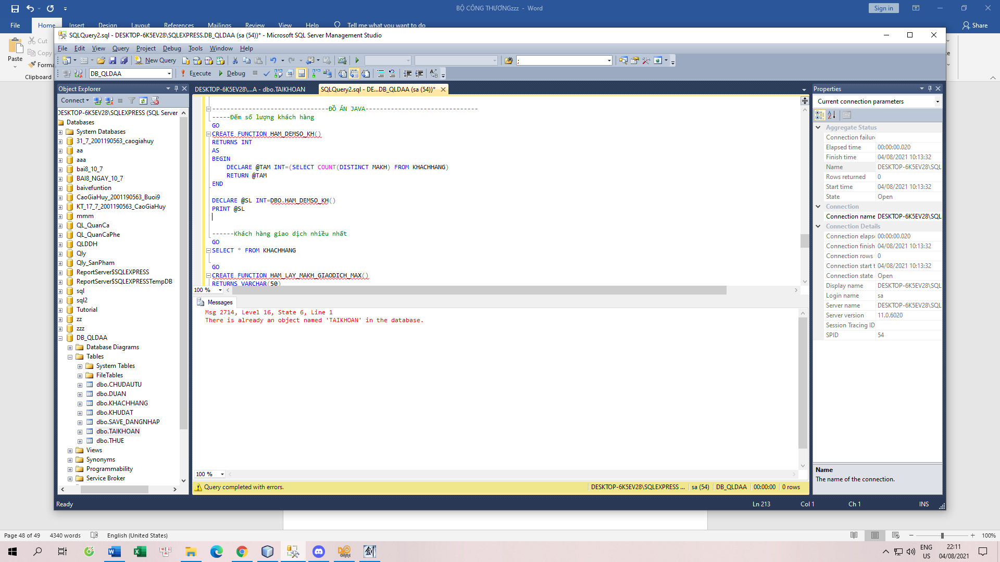 BỘ CÔNG THƯƠNGzzz - Word
Sign in
File Home Insert Design Layout References Mailings Review View Help Tell me what you want to do
Share
Paste
Cut
Copy
Forma
Clipboard
SQLQuery2.sql - DESKTOP-6K5EV28\SQLEXPRESS.DB_QLDAA (sa (54))* - Microsoft SQL Server Management Studio
File Edit View Query Project Debug Tools Window Help
New Query
;
DB_QLDAA
Execute
Debug
Object Explorer
Connect
DESKTOP-6K5EV28\SQLEXPRESS (SQL Server
Databases
System Databases
31_7_2001190563_caogiahuy
aa
aaa
bai8_10_7
BAI8_NGAY_10_7
baivefuntion
CaoGiaHuy_2001190563_Buoi9
KT_17_7_2001190563_CaoGiaHuy
mmm
QL_QuanCa
QL_QuanCaPhe
QLDDH
Qly
Qly_SanPham
ReportServer$SQLEXPRESS
ReportServer$SQLEXPRESSTempDB
sql
sql2
Tutorial
zz
zzz
DB_QLDAA
Database Diagrams
Tables
System Tables
FileTables
dbo.CHUDAUTU
dbo.DUAN
dbo.KHACHHANG
dbo.KHUDAT
dbo.SAVE_DANGNHAP
dbo.TAIKHOAN
dbo.THUE
Views
Synonyms
Programmability
Service Broker
DESKTOP-6K5EV28\...A - dbo.TAIKHOAN
SQLQuery2.sql - DE...DB_QLDAA (sa (54))*
--------------------------------ĐỒ ÁN JAVA-------------------------------
-----Đếm số lượng khách hàng
GO
CREATE FUNCTION HAM_DEMSO_KH()
RETURNS INT
AS
BEGIN
DECLARE @TAM INT=(SELECT COUNT(DISTINCT MAKH) FROM KHACHHANG)
RETURN @TAM
END
DECLARE @SL INT=DBO.HAM_DEMSO_KH()
PRINT @SL
------Khách hàng giao dịch nhiều nhất
GO
SELECT * FROM KHACHHANG
GO
CREATE FUNCTION HAM_LAY_MAKH_GIAODICH_MAX()
RETURNS VARCHAR(50)
100 %
Messages
Msg 2714, Level 16, State 6, Line 1
There is already an object named 'TAIKHOAN' in the database.
100 %
Query completed with errors.
DESKTOP-6K5EV28\SQLEXPRESS ...
sa (54)
DB_QLDAA
00:00:00
0 rows
Properties
Current connection parameters
Aggregate Status
Connection failure
Elapsed time 00:00:00.020
Finish time 04/08/2021 10:13:32
Name DESKTOP-6K5EV28\SQL
Rows returned 0
Start time 04/08/2021 10:13:32
State Open
Connection
Connection name DESKTOP-6K5EV28\SQL
Connection Details
Connection elaps 00:00:00.020
Connection finish 04/08/2021 10:13:32
Connection rows 0
Connection start t 04/08/2021 10:13:32
Connection state Open
Display name DESKTOP-6K5EV28\SQL
Login name sa
Server name DESKTOP-6K5EV28\SQL
Server version 11.0.6020
Session Tracing ID
SPID 54
Name
The name of the connection.
Ready
Ln 213
Col 1
Ch 1
INS
Page 48 of 49
4340 words
English (United States)
100%
ENG
US
22:11
04/08/2021